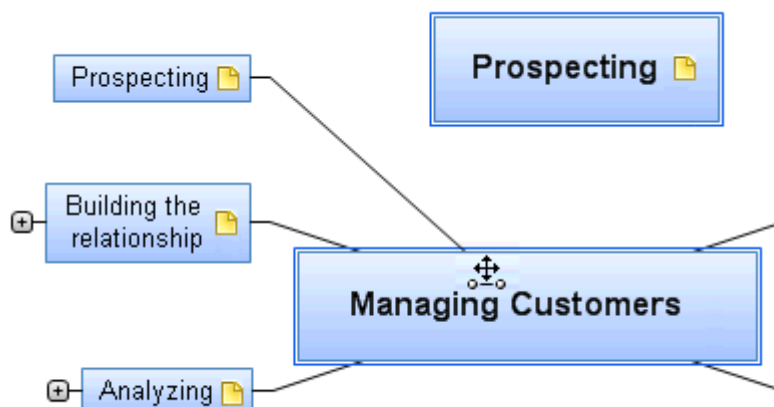 Prospecting
Prospecting
Building the
relationship
Managing Customers
Analyzing